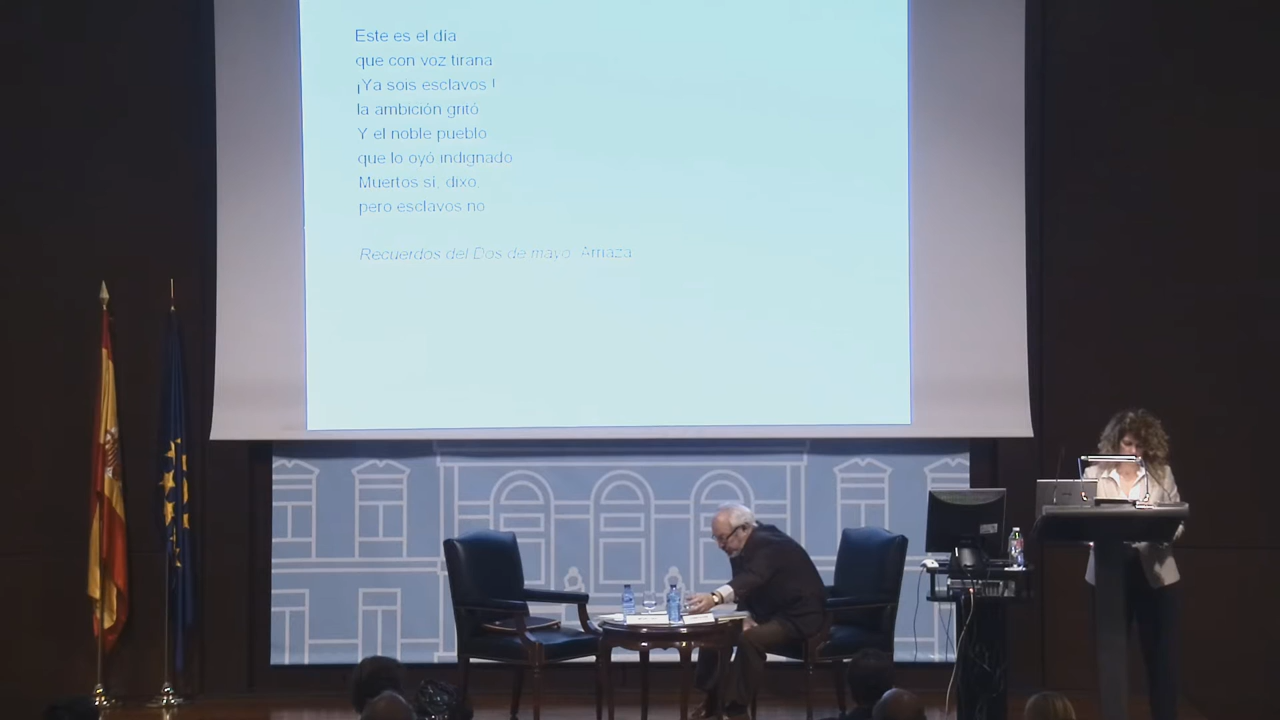 Este es el dia
que con voz tirana
¡Ya sois esclavos !
la ambición gritó
Y el noble pueblo
que lo oyó indignado
Muertos sí, dixo,
pero esclavos no
Recuerdos del Dos de mayo. Arriaza